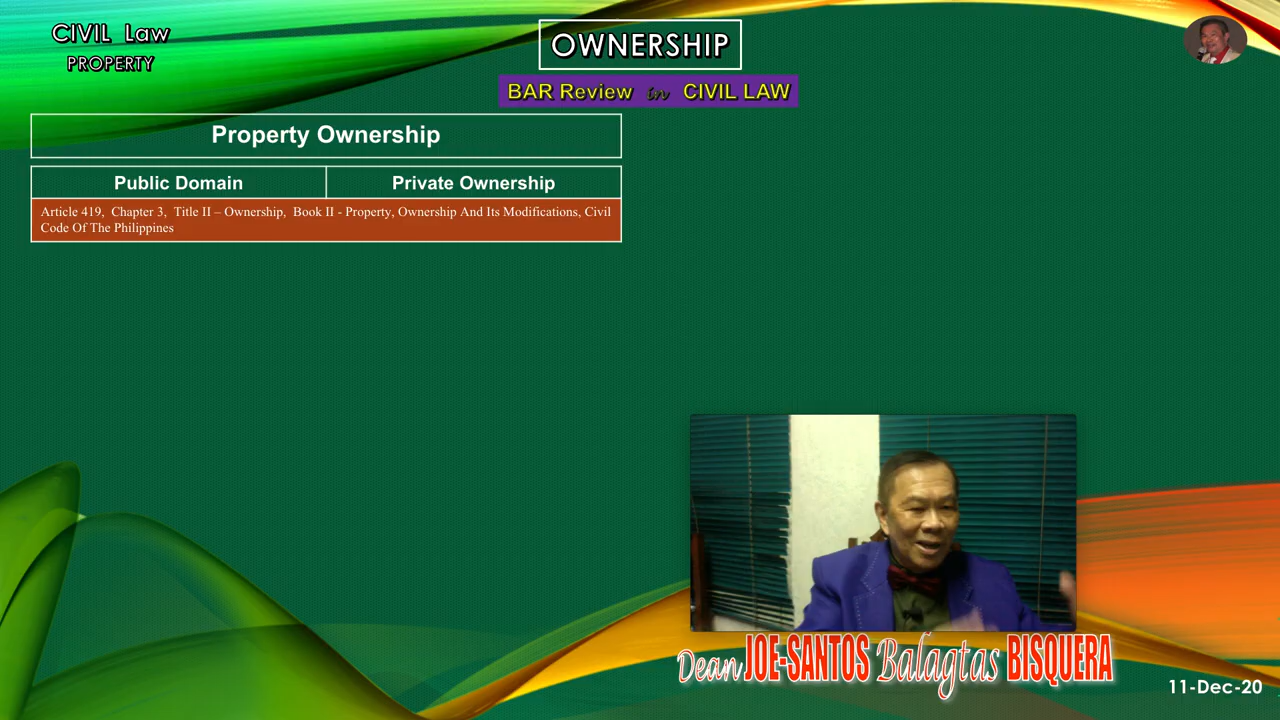 CIVIL Law
PROPERTY
OWNERSHIP
BAR Review in CIVIL LAW
Property Ownership
Public Domain Private Ownership
Article 419, Chapter 3, Title II – Ownership, Book II - Property, Ownership And Its Modifications, Civil
Code Of The Philippines
Dean JOE-SANTOS Balagtas BISQUERA
11-Dec-20